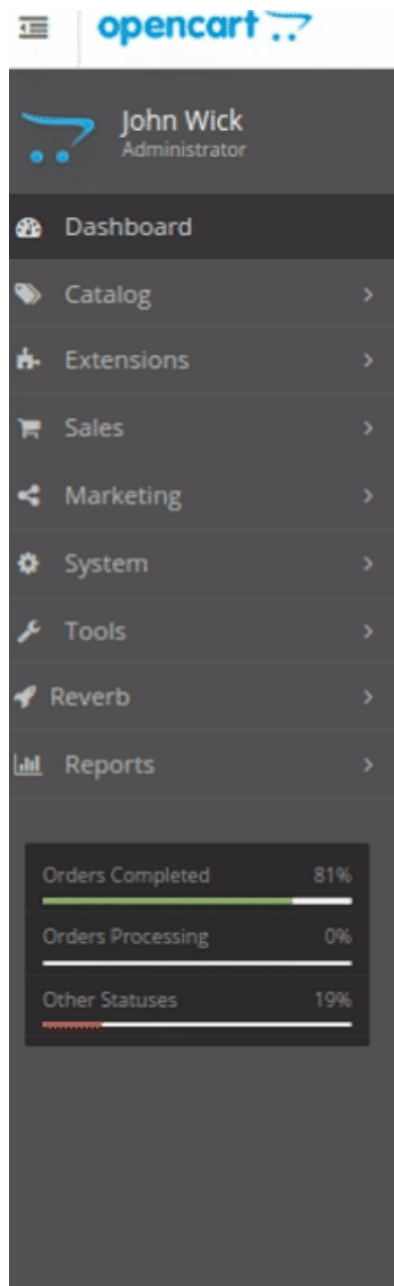 opencart
John Wick
Administrator
Dashboard
Catalog
Extensions
Sales
Marketing
System
Tools
Reverb
Reports
Orders Completed 81%
Orders Processing 0%
Other Statuses 19%